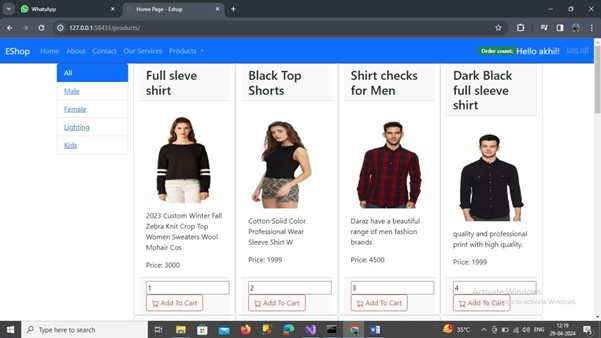 WhatsApp
Home Page - Eshop
127.0.0.1:58435/products/
EShop
Home
About
Contact
Our Services
Products
Order count:
Hello akhil!
Log off
All
Male
Female
Lighting
Kids
Full sleve
shirt
2023 Custom Winter Fall
Zebra Knit Crop Top
Women Sweaters Wool
Mohair Cos
Price: 3000
1
Add To Cart
Black Top
Shorts
Cotton Solid Color
Professional Wear
Sleeve Shirt W
Price: 1999
2
Add To Cart
Shirt checks
for Men
Daraz have a beautiful
range of men fashion
brands
Price: 4500
3
Add To Cart
Dark Black
full sleeve
shirt
quality and professional
print with high quality.
Price: 1999
4
Add To Cart
Activate Windows
to activate Windows.
Type here to search
35°C
ENG
12:19
29-04-2024